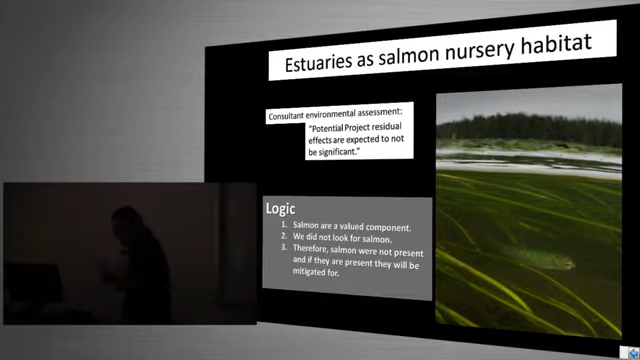 Estuaries as salmon nursery habitat
Consultant environmental assessment:
"Potential Project residual
effects are expected to not
be significant."
Logic
1. Salmon are a valued component.
2. We did not look for salmon.
3. Therefore, salmon were not present
and if they are present they will be
mitigated for.